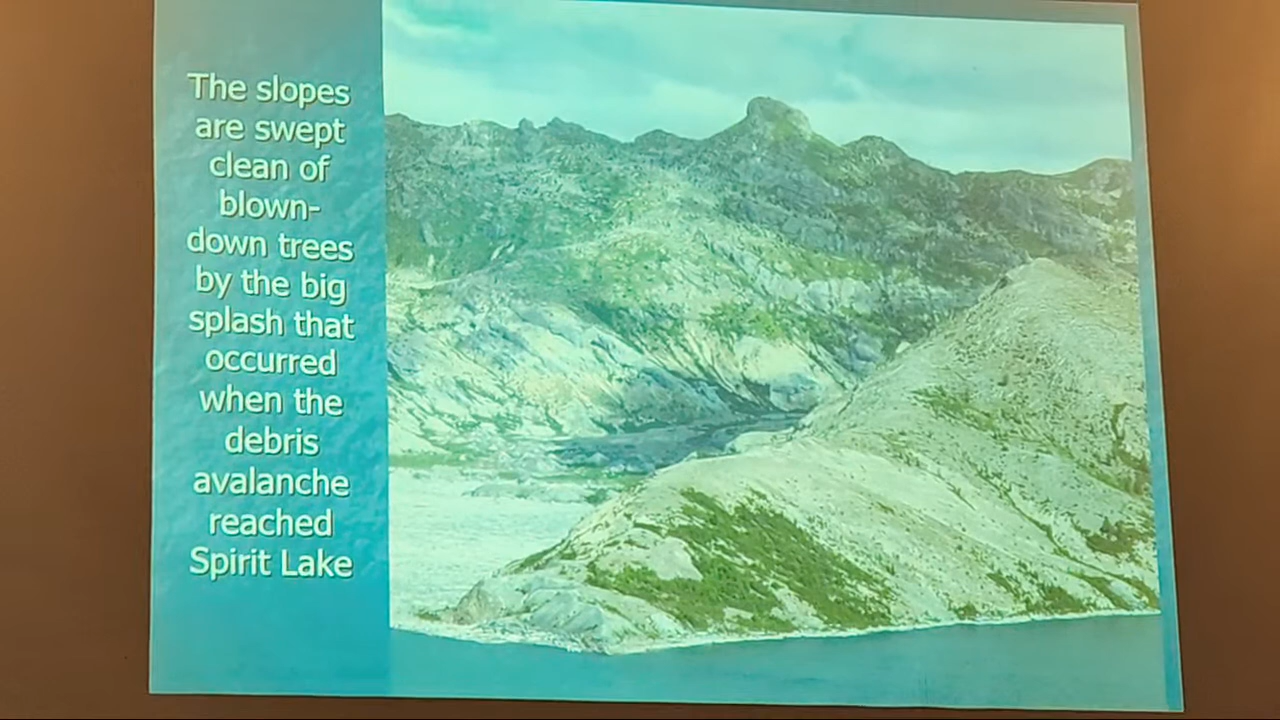 The slopes
are swept
clean of
blown-
down trees
by the big
splash that
occurred
when the
debris
avalanche
reached
Spirit Lake